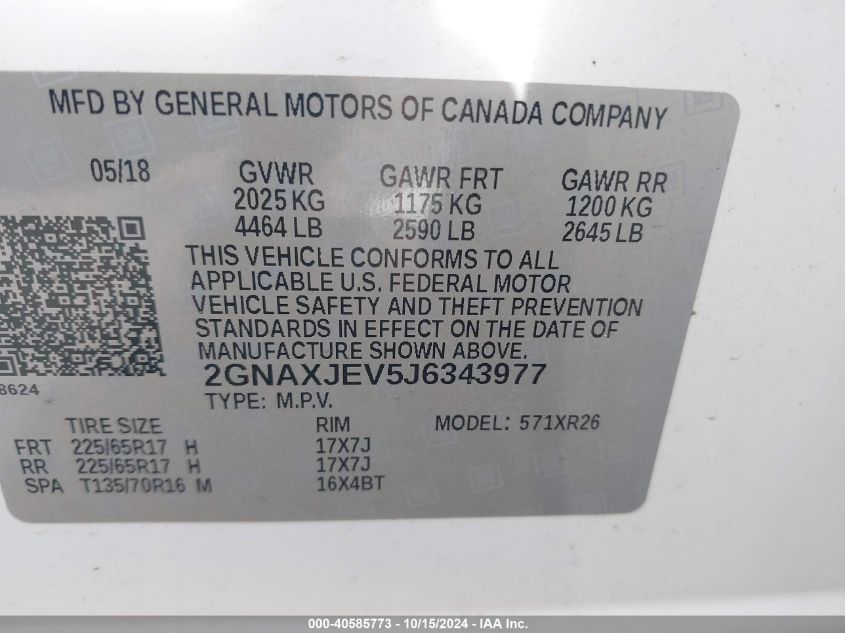 MFD BY GENERAL MOTORS OF CANADA COMPANY
05/18 GVWR GAWR FRT GAWR RR
2025 KG 1175 KG 1200 KG
4464 LB 2590 LB 2645 LB
THIS VEHICLE CONFORMS TO ALL
APPLICABLE U.S. FEDERAL MOTOR
VEHICLE SAFETY AND THEFT PREVENTION
STANDARDS IN EFFECT ON THE DATE OF
MANUFACTURE SHOWN ABOVE.
8624 2GNAXJEV5J6343977
TYPE: M.P.V.
TIRE SIZE RIM MODEL: 571XR26
FRT 225/65R17 H 17X7J
RR 225/65R17 H 17X7J
SPA T135/70R16 M 16X4BT
000-40585773 - 10/15/2024 - IAA Inc.